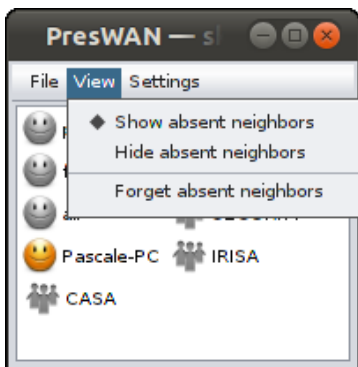 PresWAN —
File View Settings
Show absent neighbors
Hide absent neighbors
Forget absent neighbors
Pascale-PC IRISA
CASA